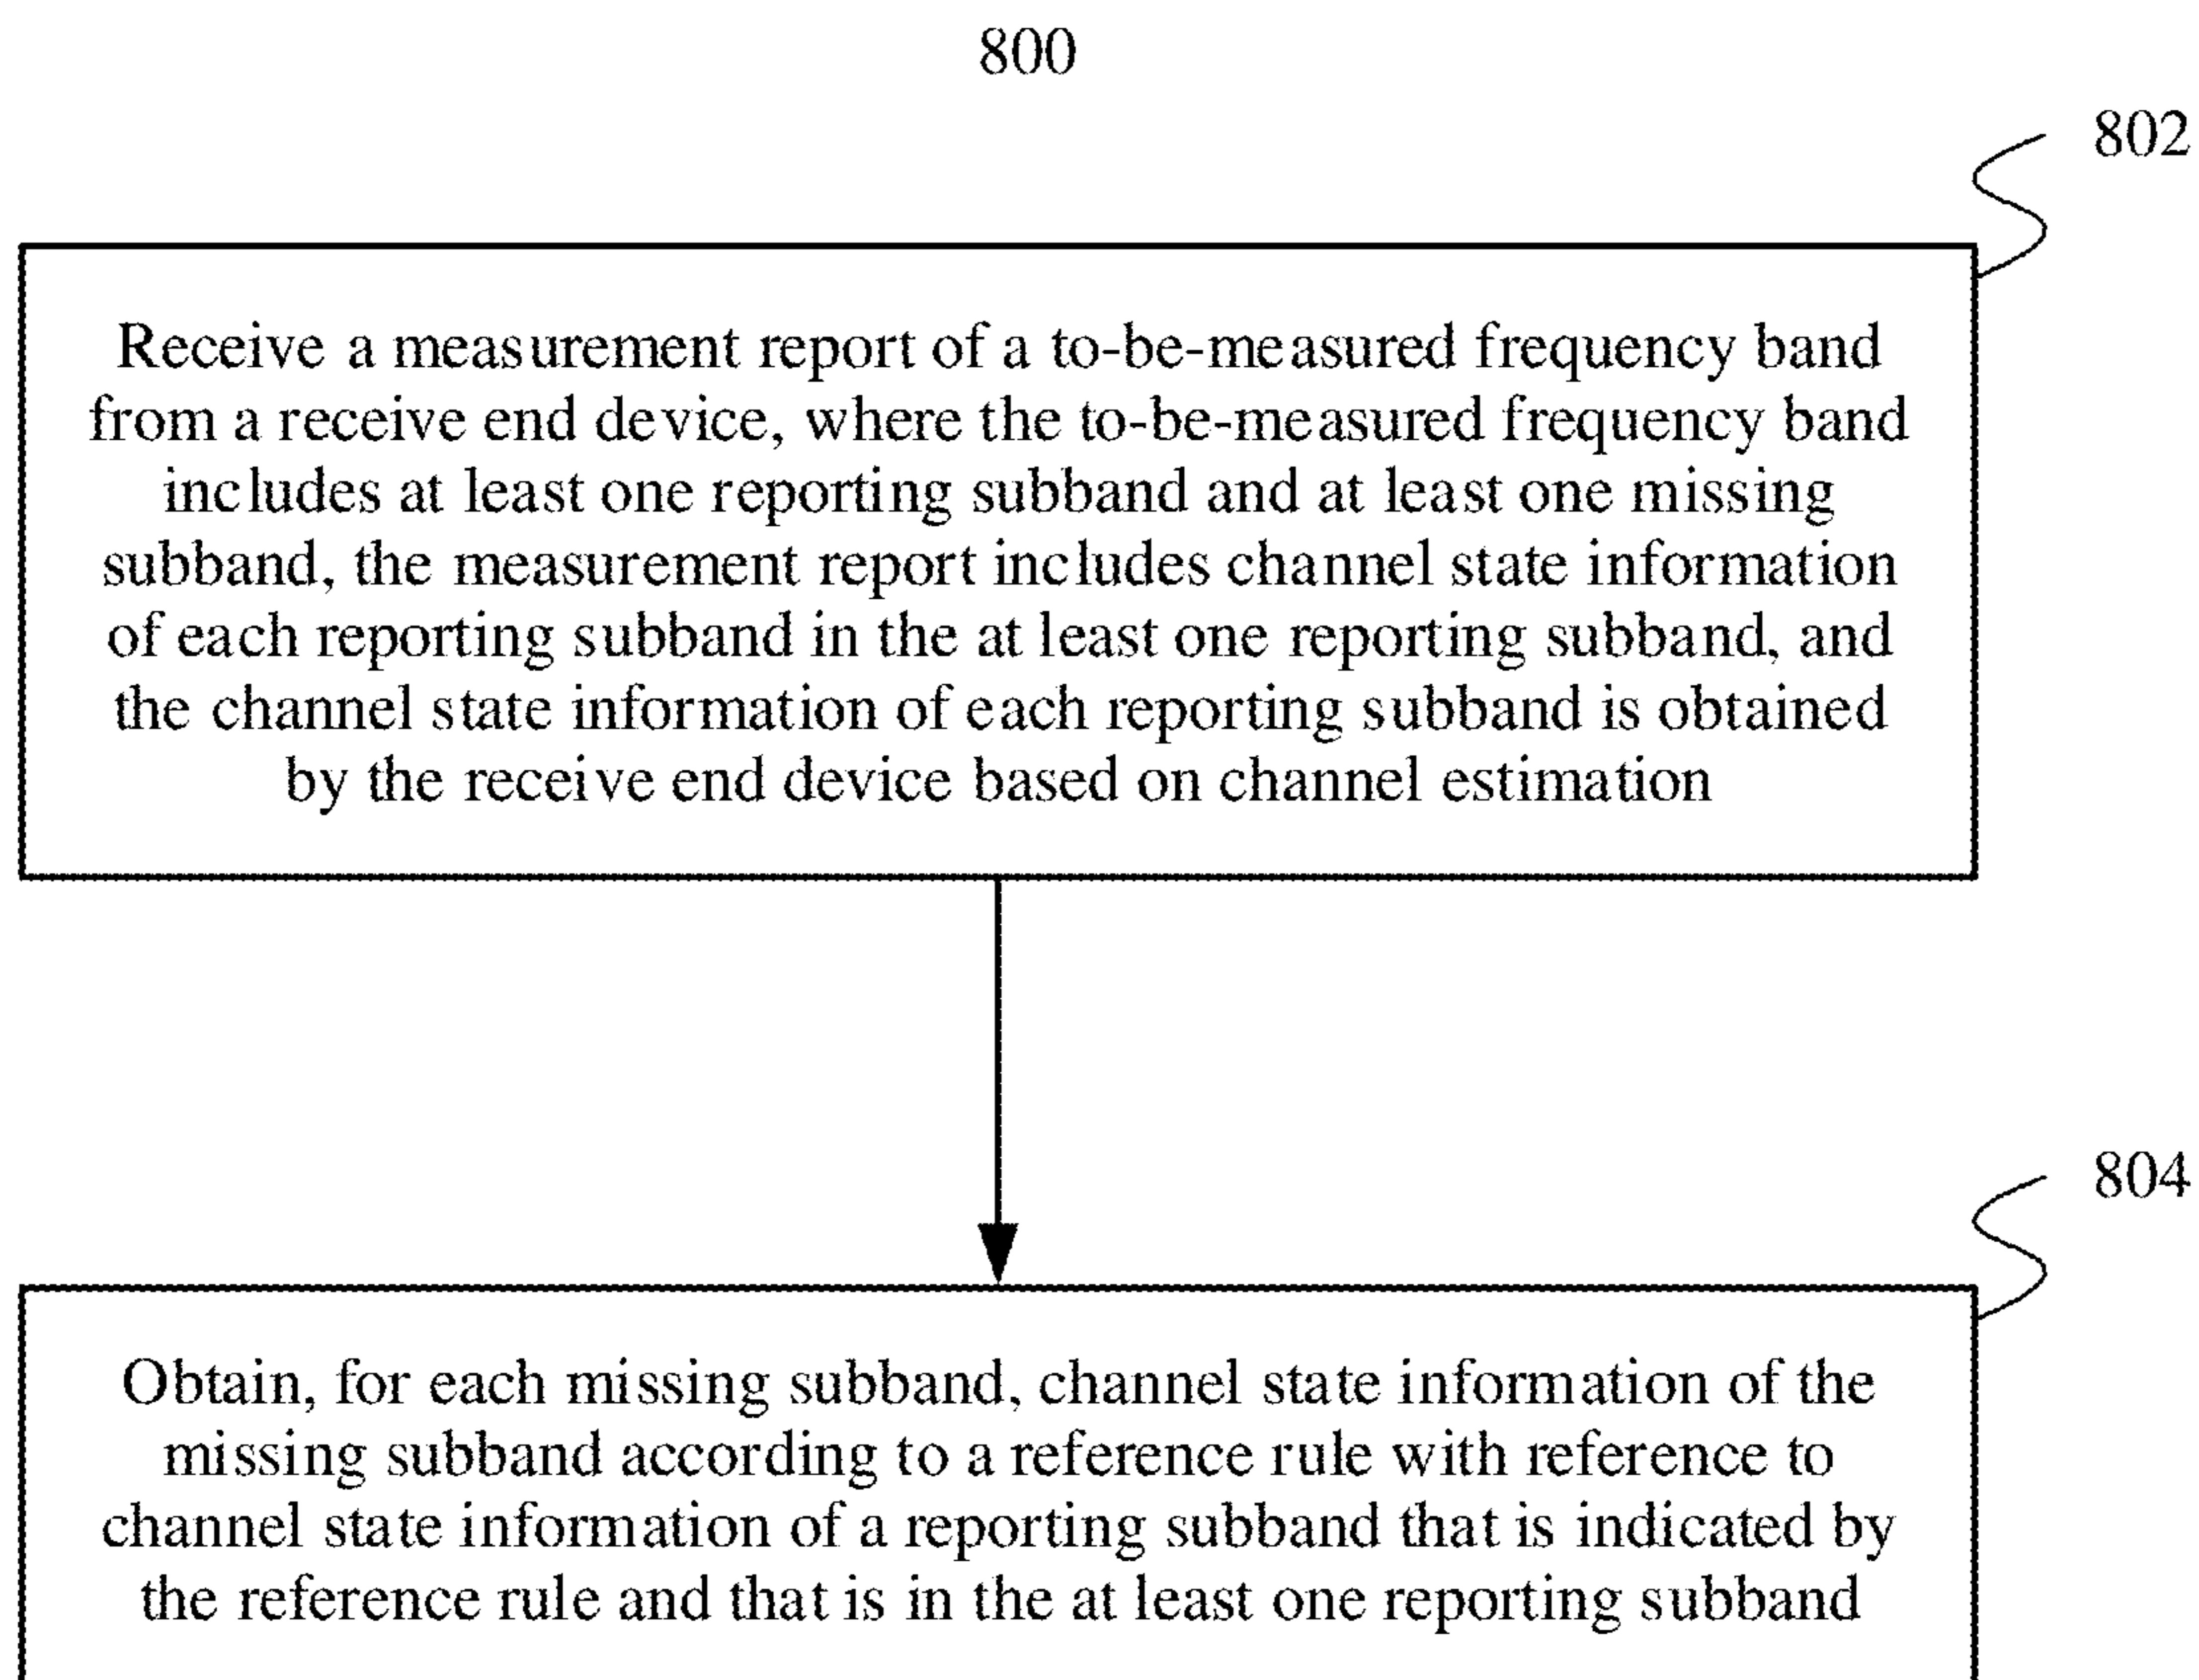 800
802
Receive a measurement report of a to-be-measured frequency band
from a receive end device, where the to-be-measured frequency band
includes at least one reporting subband and at least one missing
subband, the measurement report includes channel state information
of each reporting subband in the at least one reporting subband, and
the channel state information of each reporting subband is obtained
by the receive end device based on channel estimation
804
Obtain, for each missing subband, channel state information of the
missing subband according to a reference rule with reference to
channel state information of a reporting subband that is indicated by
the reference rule and that is in the at least one reporting subband